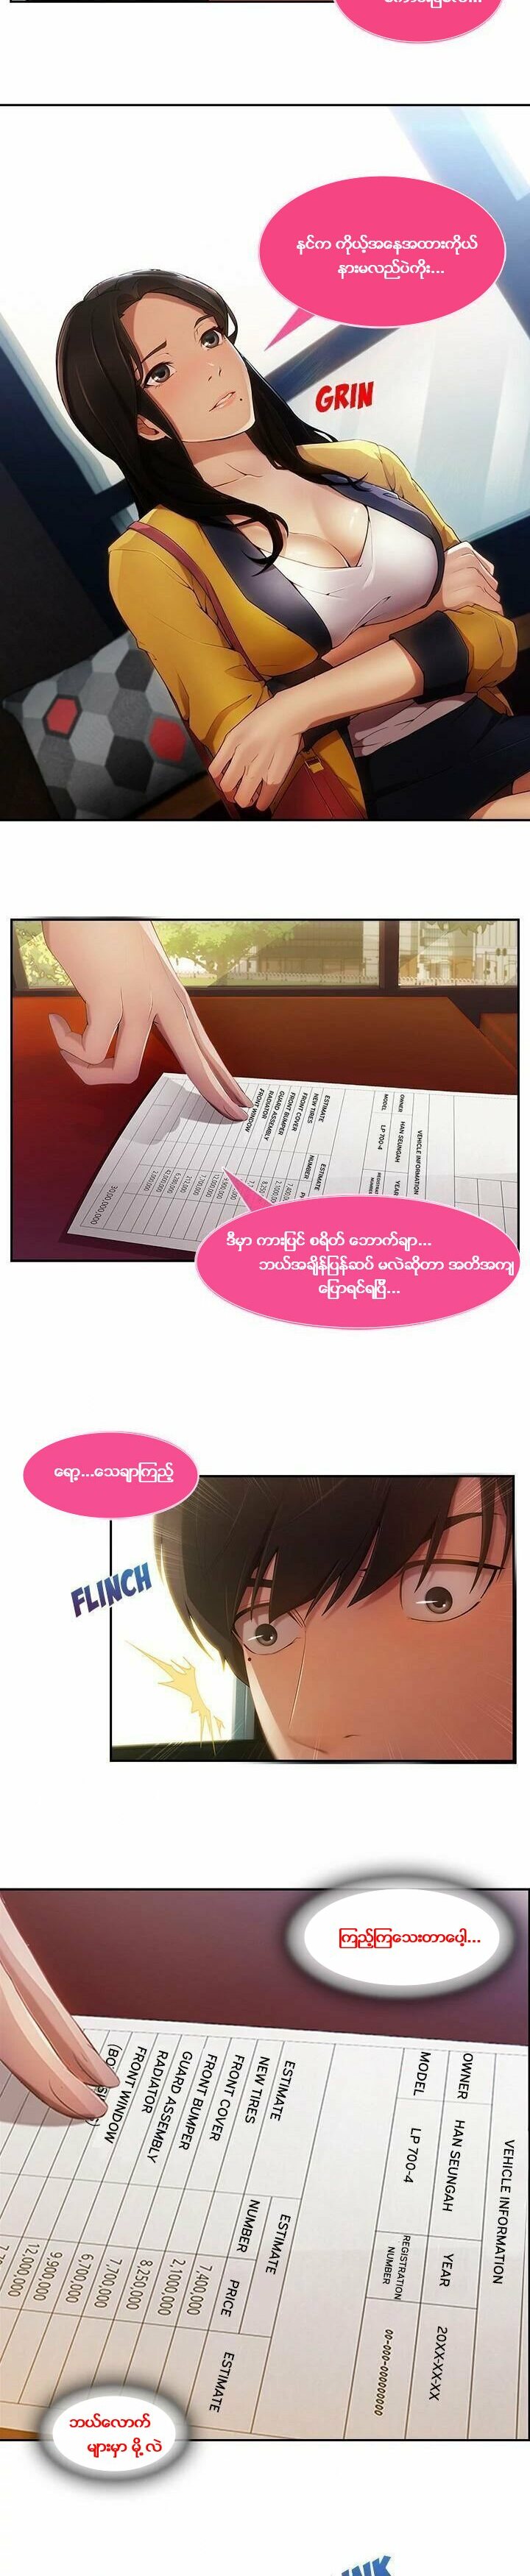 နင်က ကိုယ့်အနေအထားကိုယ်
နားမလည်ပဲကိုး...
GRIN
VEHICLE INFORMATION
OWNER HAN SEUNGAH YEAR
MODEL LP 700-4
ESTIMATE
NEW TIRES
FRONT COVER
FRONT BUMPER
GUARD ASSEMBLY
RADIATOR
FRONT WINDOW
ESTIMATE
NUMBER
ဒီမှာ ကားပြင် စရိတ် ဘောက်ချာ...
ဘယ်အချိန်ပြန်ဆပ် မလဲဆိုတာ အတိအကျ
ပြောရင်ရပြီ...
ရော့...သေချာကြည့်
FLINCH
ကြည့်ကြသေးတာပေါ့...
VEHICLE INFORMATION
OWNER HAN SEUNGAH YEAR 20XX-XX-XX
MODEL LP 700-4 REGISTRATION NUMBER 00-000-000000000
ESTIMATE ESTIMATE
NUMBER PRICE ESTIMATE
NEW TIRES 7,400,000
FRONT COVER 2,1000,000
FRONT BUMPER 8,250,000
GUARD ASSEMBLY 7,700,000
RADIATOR 6,700,000
FRONT WINDOW 9,900,000
12,000,000
ဘယ်လောက်
များမှာ မို့ လဲ